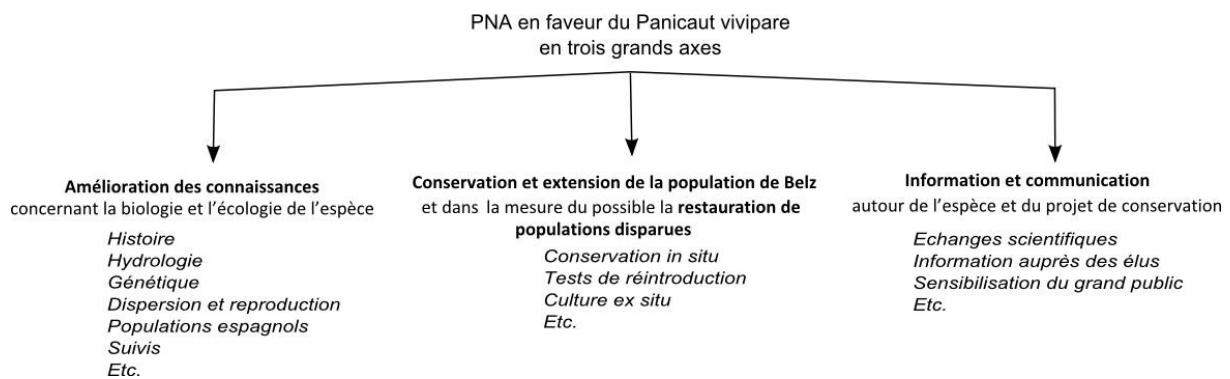 PNA en faveur du Panicaut vivipare
en trois grands axes
Amélioration des connaissances
concernant la biologie et l'écologie de l'espèce
Histoire
Hydrologie
Génétique
Dispersion et reproduction
Populations espagnols
Suivis
Etc.
Conservation et extension de la population de Belz
et dans la mesure du possible la restauration de
populations disparues
Conservation in situ
Tests de réintroduction
Culture ex situ
Etc.
Information et communication
autour de l'espèce et du projet de conservation
Echanges scientifiques
Information auprès des élus
Sensibilisation du grand public
Etc.